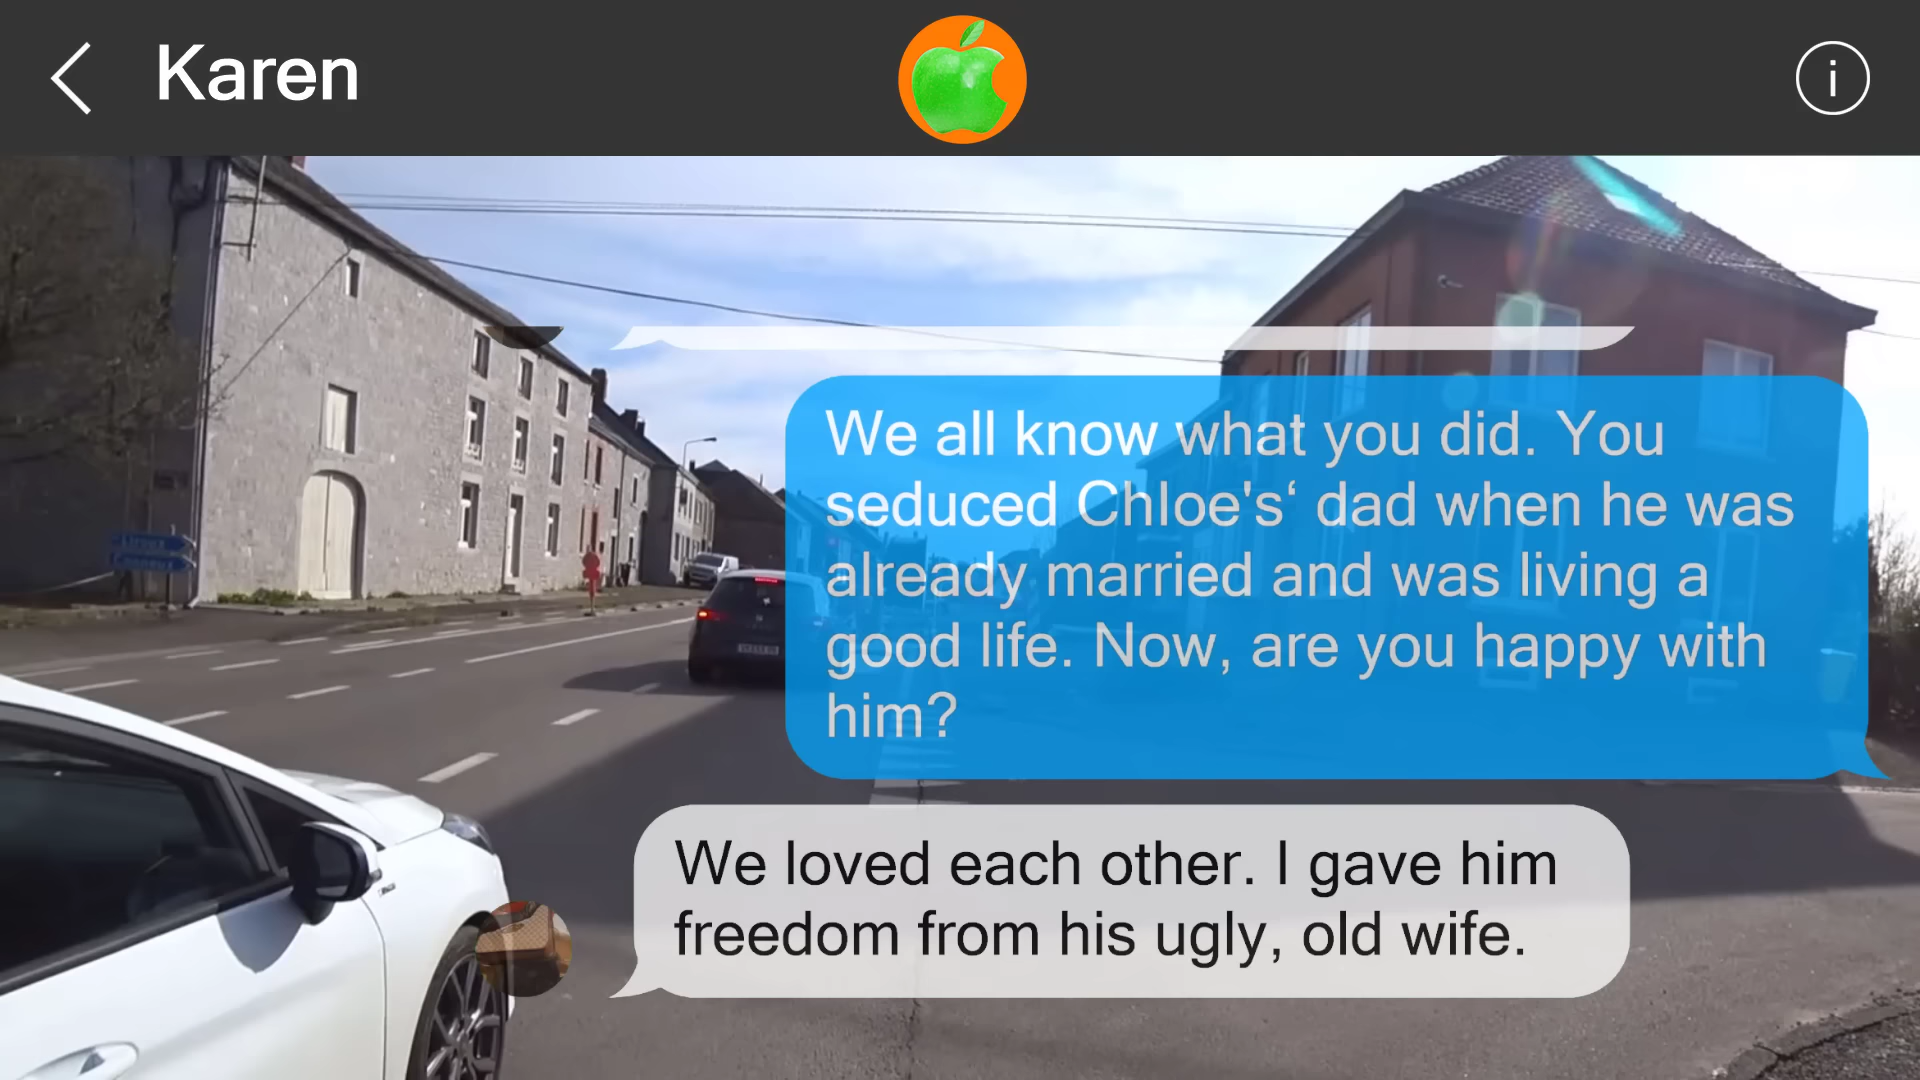 Karen
i
We all know what you did. You
seduced Chloe's‘ dad when he was
already married and was living a
good life. Now, are you happy with
him?
We loved each other. I gave him
freedom from his ugly, old wife.